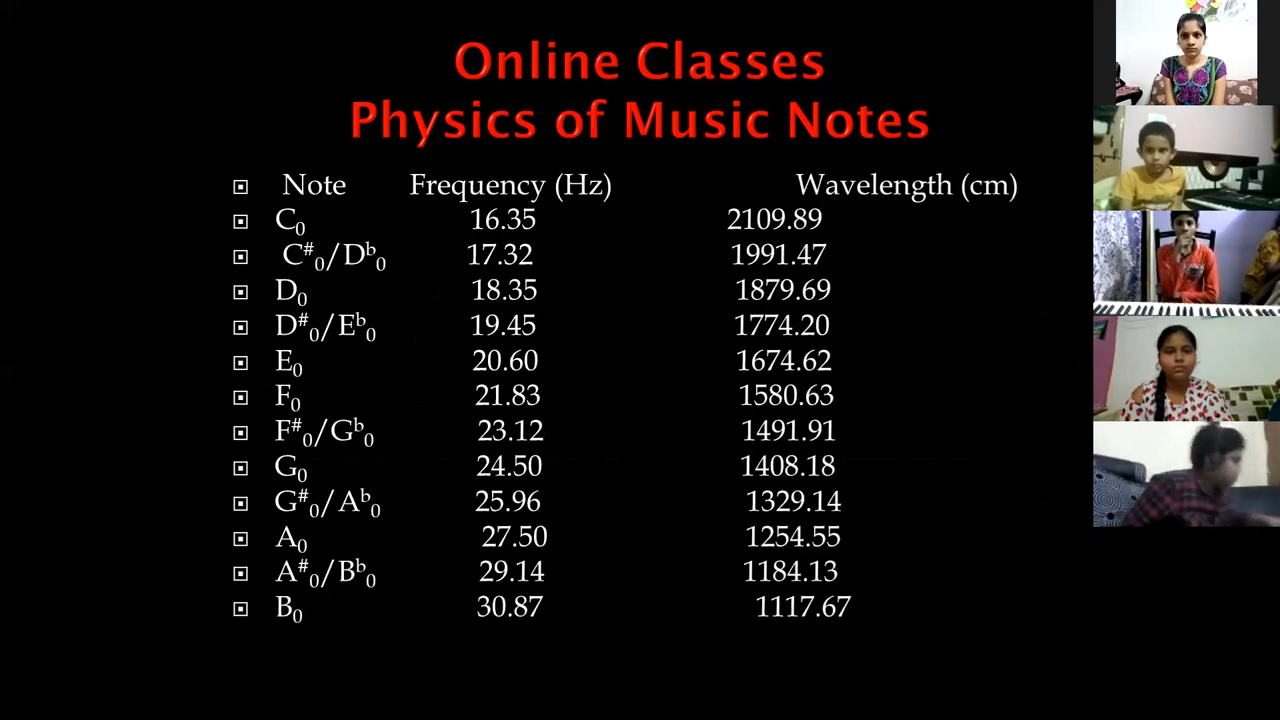 Online Classes
Physics of Music Notes
Note Frequency (Hz) Wavelength (cm)
C₀ 16.35 2109.89
C#₀/Db₀ 17.32 1991.47
D₀ 18.35 1879.69
D#₀/Eb₀ 19.45 1774.20
E₀ 20.60 1674.62
F₀ 21.83 1580.63
F#₀/Gb₀ 23.12 1491.91
G₀ 24.50 1408.18
G#₀/Ab₀ 25.96 1329.14
A₀ 27.50 1254.55
A#₀/Bb₀ 29.14 1184.13
B₀ 30.87 1117.67